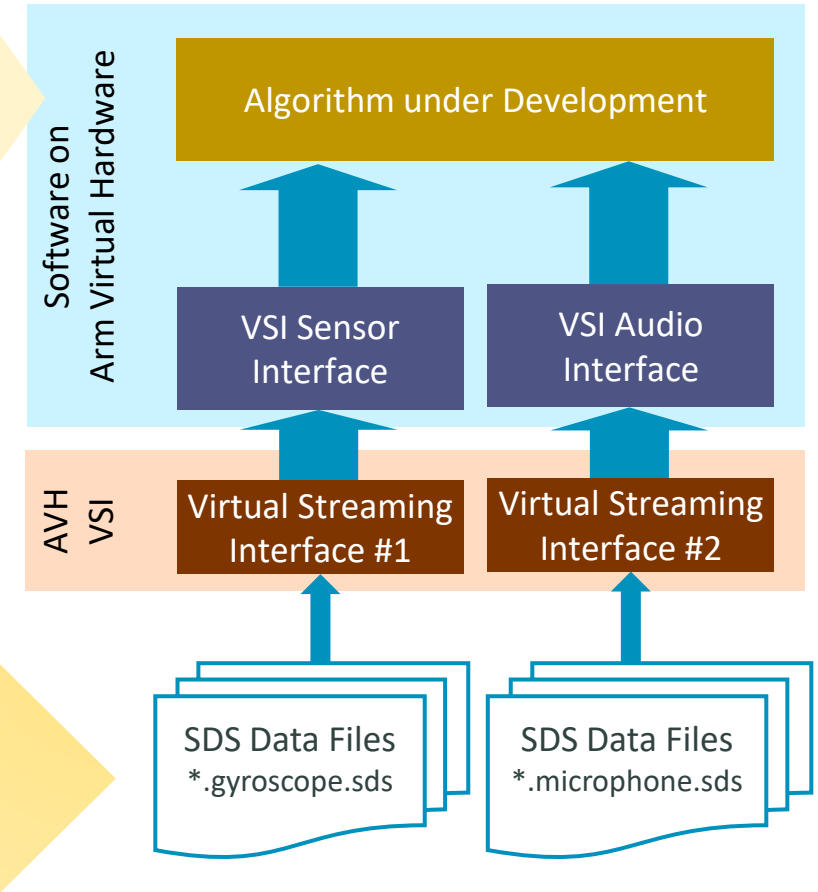 Software on
Arm Virtual Hardware
Algorithm under Development
VSI Sensor
Interface
VSI Audio
Interface
AVH
VSI
Virtual Streaming
Interface #1
Virtual Streaming
Interface #2
SDS Data Files
*.gyroscope.sds
SDS Data Files
*.microphone.sds